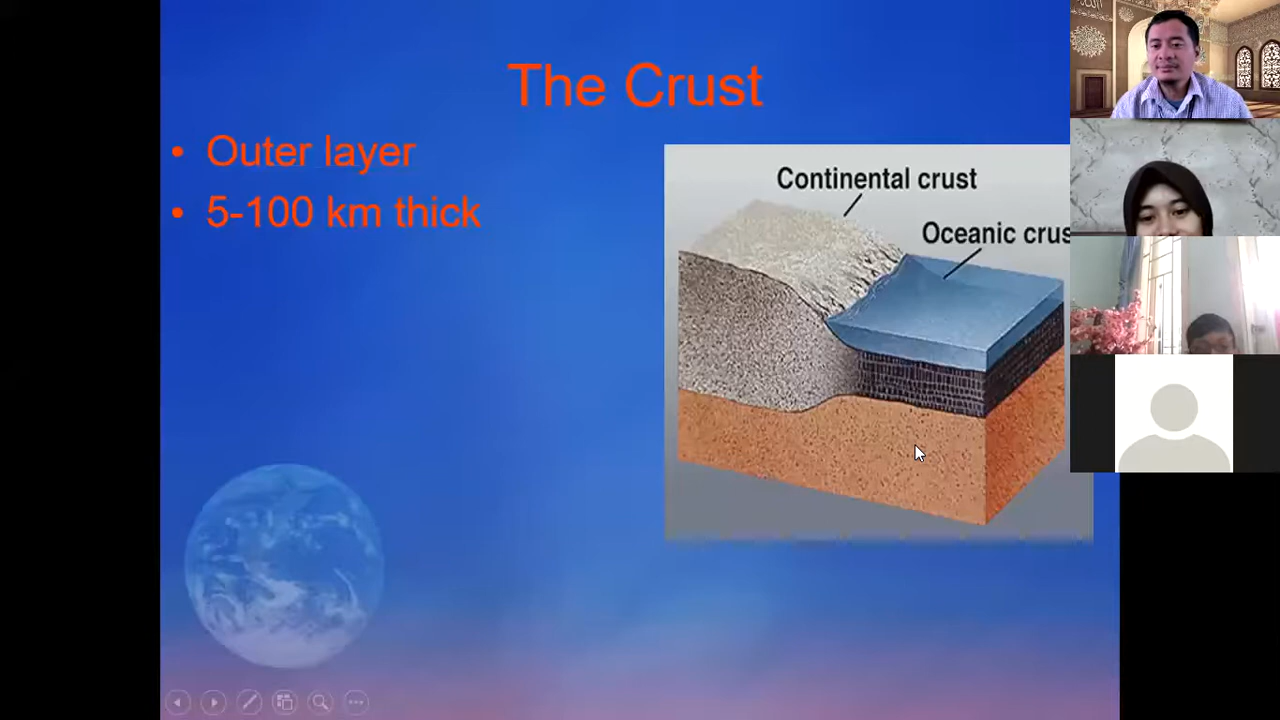 The Crust
• Outer layer
• 5-100 km thick
Continental crust
Oceanic crus